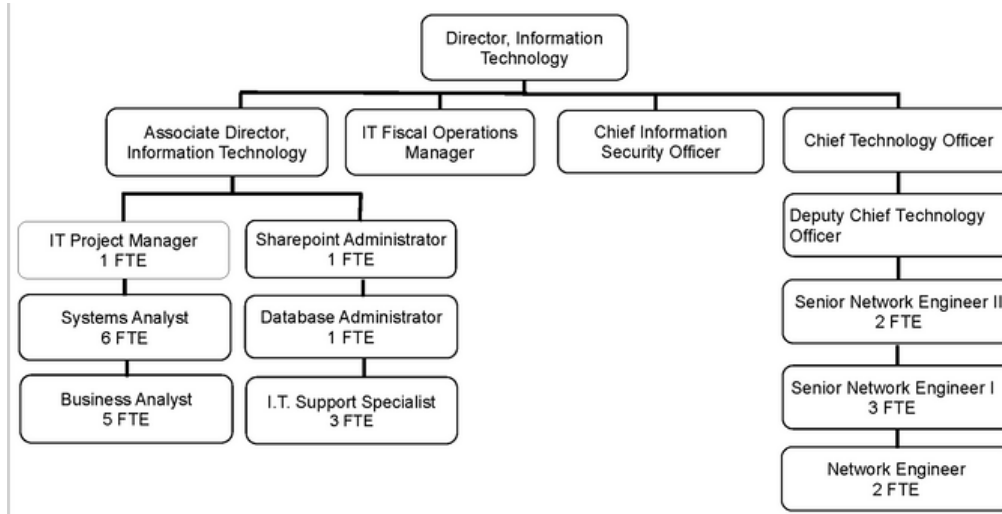 Director, Information
Technology
Associate Director,
Information Technology
IT Fiscal Operations
Manager
Chief Information
Security Officer
Chief Technology Officer
IT Project Manager
1 FTE
Sharepoint Administrator
1 FTE
Deputy Chief Technology
Officer
Systems Analyst
6 FTE
Database Administrator
1 FTE
Senior Network Engineer II
2 FTE
Business Analyst
5 FTE
I.T. Support Specialist
3 FTE
Senior Network Engineer I
3 FTE
Network Engineer
2 FTE